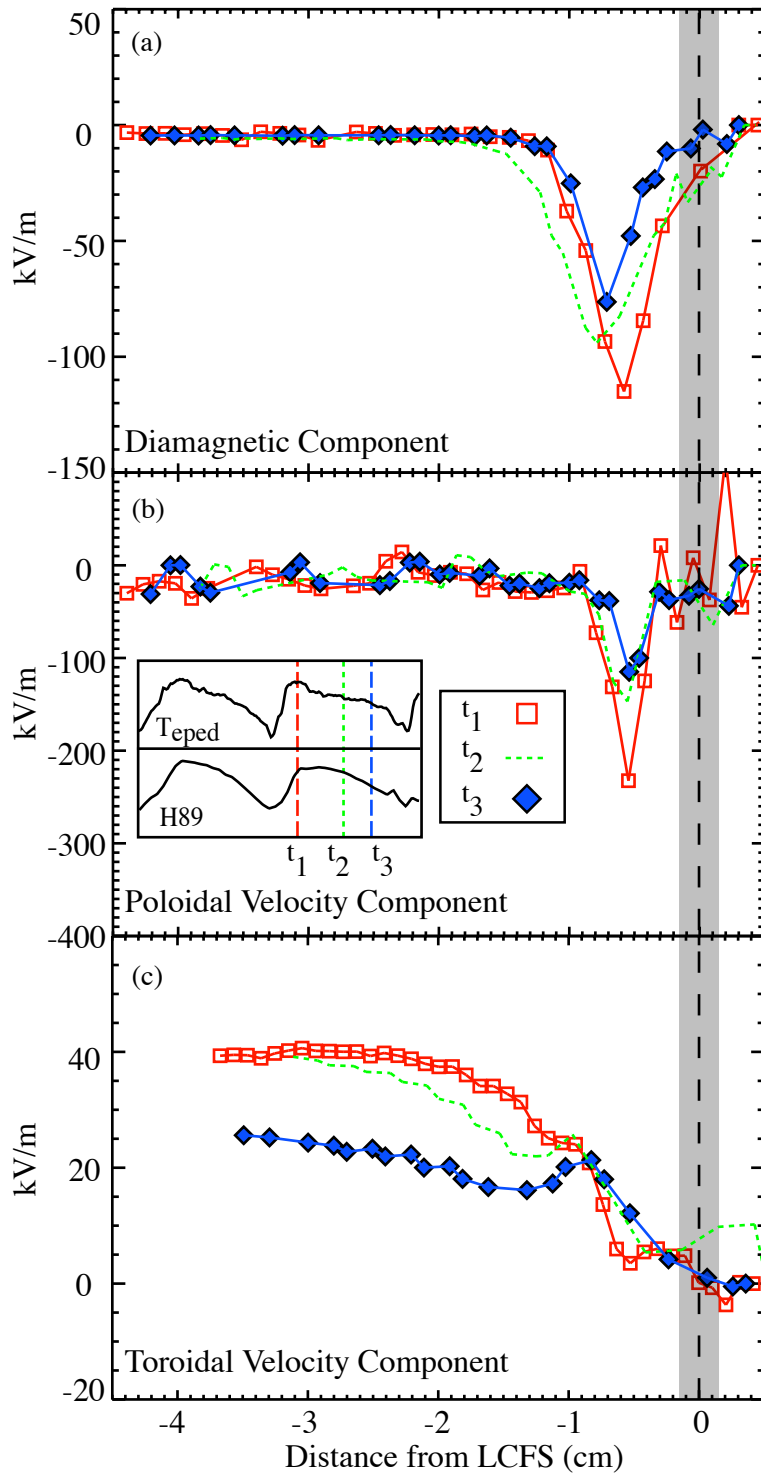 50
(a)
0
kV/m
-50
-100
Diamagnetic Component
-150
(b)
0
-100
kV/m
T_eped
t_1
-200
t_2
H89
t_3
t_1 t_2 t_3
-300
Poloidal Velocity Component
-400
(c)
40
kV/m
20
0
Toroidal Velocity Component
-20
-4 -3 -2 -1 0
Distance from LCFS (cm)